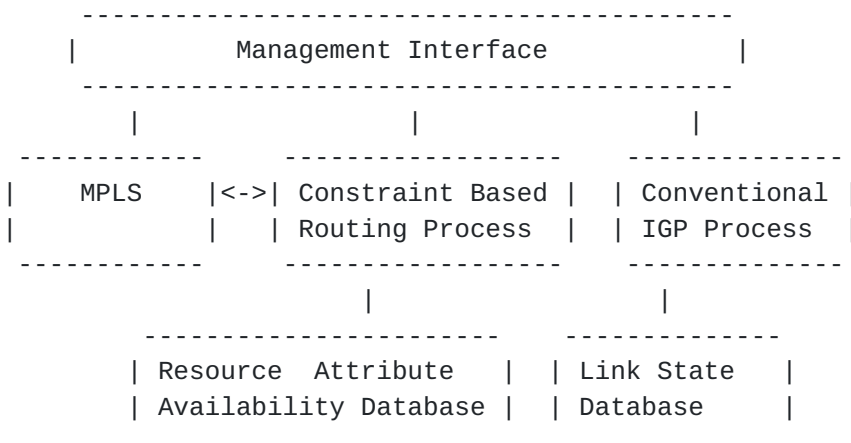 Management Interface
MPLS <-> Constraint Based Conventional
Routing Process IGP Process
Resource Attribute Link State
Availability Database Database